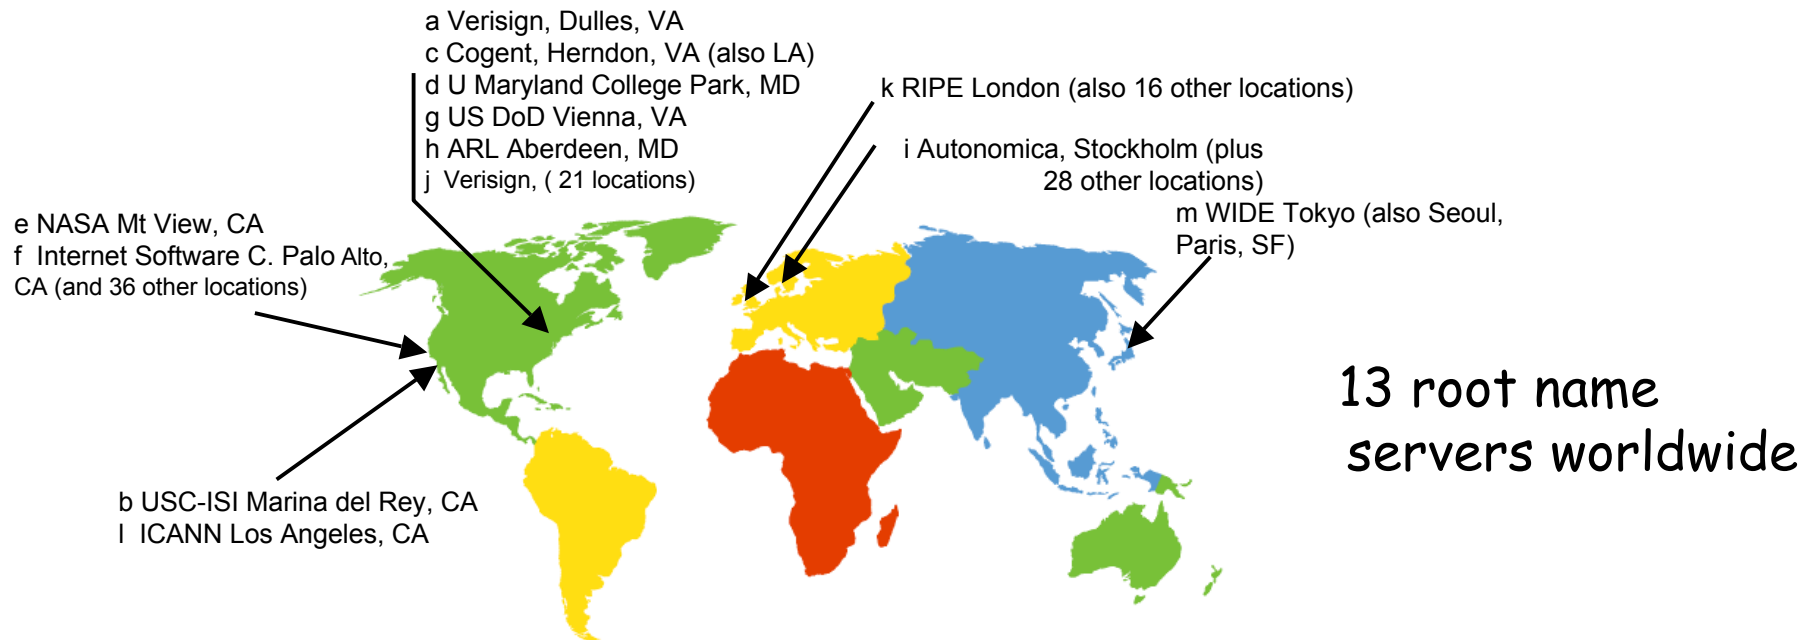 a Verisign, Dulles, VA
c Cogent, Herndon, VA (also LA)
d U Maryland College Park, MD
g US DoD Vienna, VA
h ARL Aberdeen, MD
j Verisign, ( 21 locations)
k RIPE London (also 16 other locations)
i Autonomica, Stockholm (plus
28 other locations)
m WIDE Tokyo (also Seoul,
Paris, SF)
e NASA Mt View, CA
f Internet Software C. Palo Alto,
CA (and 36 other locations)
13 root name
servers worldwide
b USC-ISI Marina del Rey, CA
l ICANN Los Angeles, CA